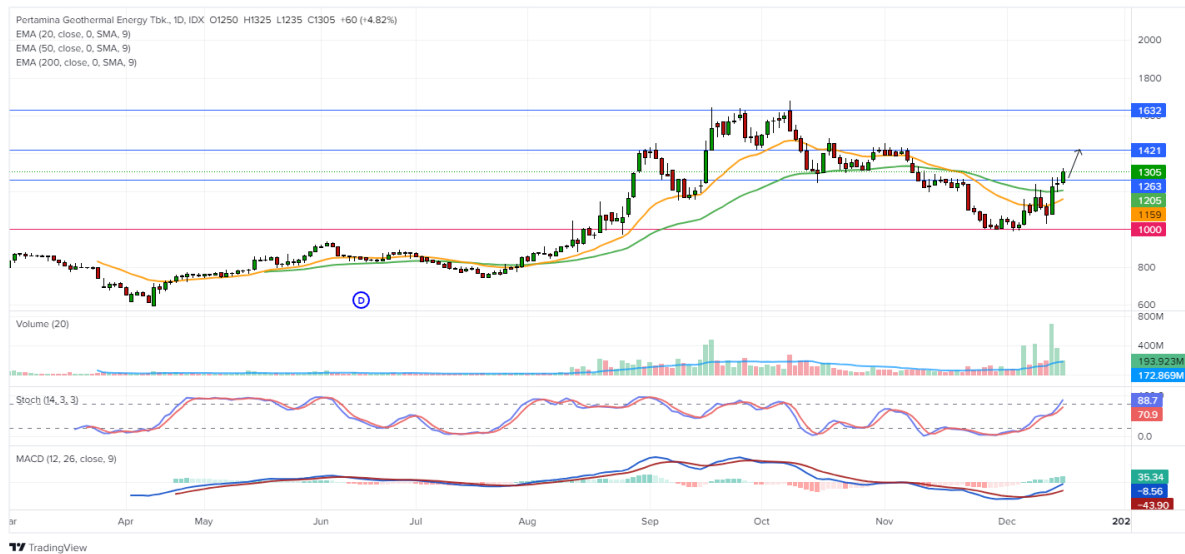 Pertamina Geothermal Energy Tbk., 1D, IDX O1250 H1325 L1235 C1305 +60 (+4.82%)
EMA (20, close, 0, SMA, 9)
EMA (50, close, 0, SMA, 9)
EMA (200, close, 0, SMA, 9)
2000
1800
1632
1421
1305
1263
1205
1159
1000
800
600
D
Volume (20)
800M
400M
193.923M
172.869M
Stoch (14, 3, 3)
88.7
70.9
0.0
MACD (12, 26, close, 9)
35.34
−8.56
−43.90
ar Apr May Jun Jul Aug Sep Oct Nov Dec 202
TradingView